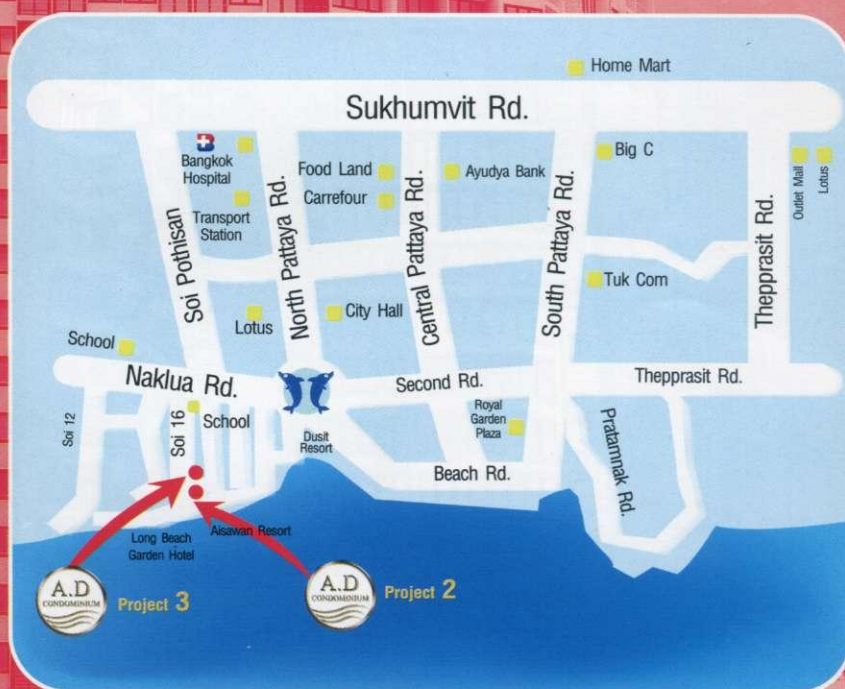 Home Mart
Sukhumvit Rd.
Bangkok
Hospital
Transport
Station
Food Land
Carrefour
Ayudya Bank
Big C
Outlet Mall
Lotus
Soi Pothisan
North Pattaya Rd.
Central Pattaya Rd.
South Pattaya Rd.
Thepprasit Rd.
Lotus
City Hall
Tuk Com
School
Naklua Rd.
Second Rd.
Thepprasit Rd.
Soi 12
Soi 16
School
Dusit
Resort
Royal
Garden
Plaza
Beach Rd.
Pratamnak Rd.
Long Beach
Garden Hotel
Aisawan Resort
A.D
CONDOMINIUM
Project 3
A.D
CONDOMINIUM
Project 2